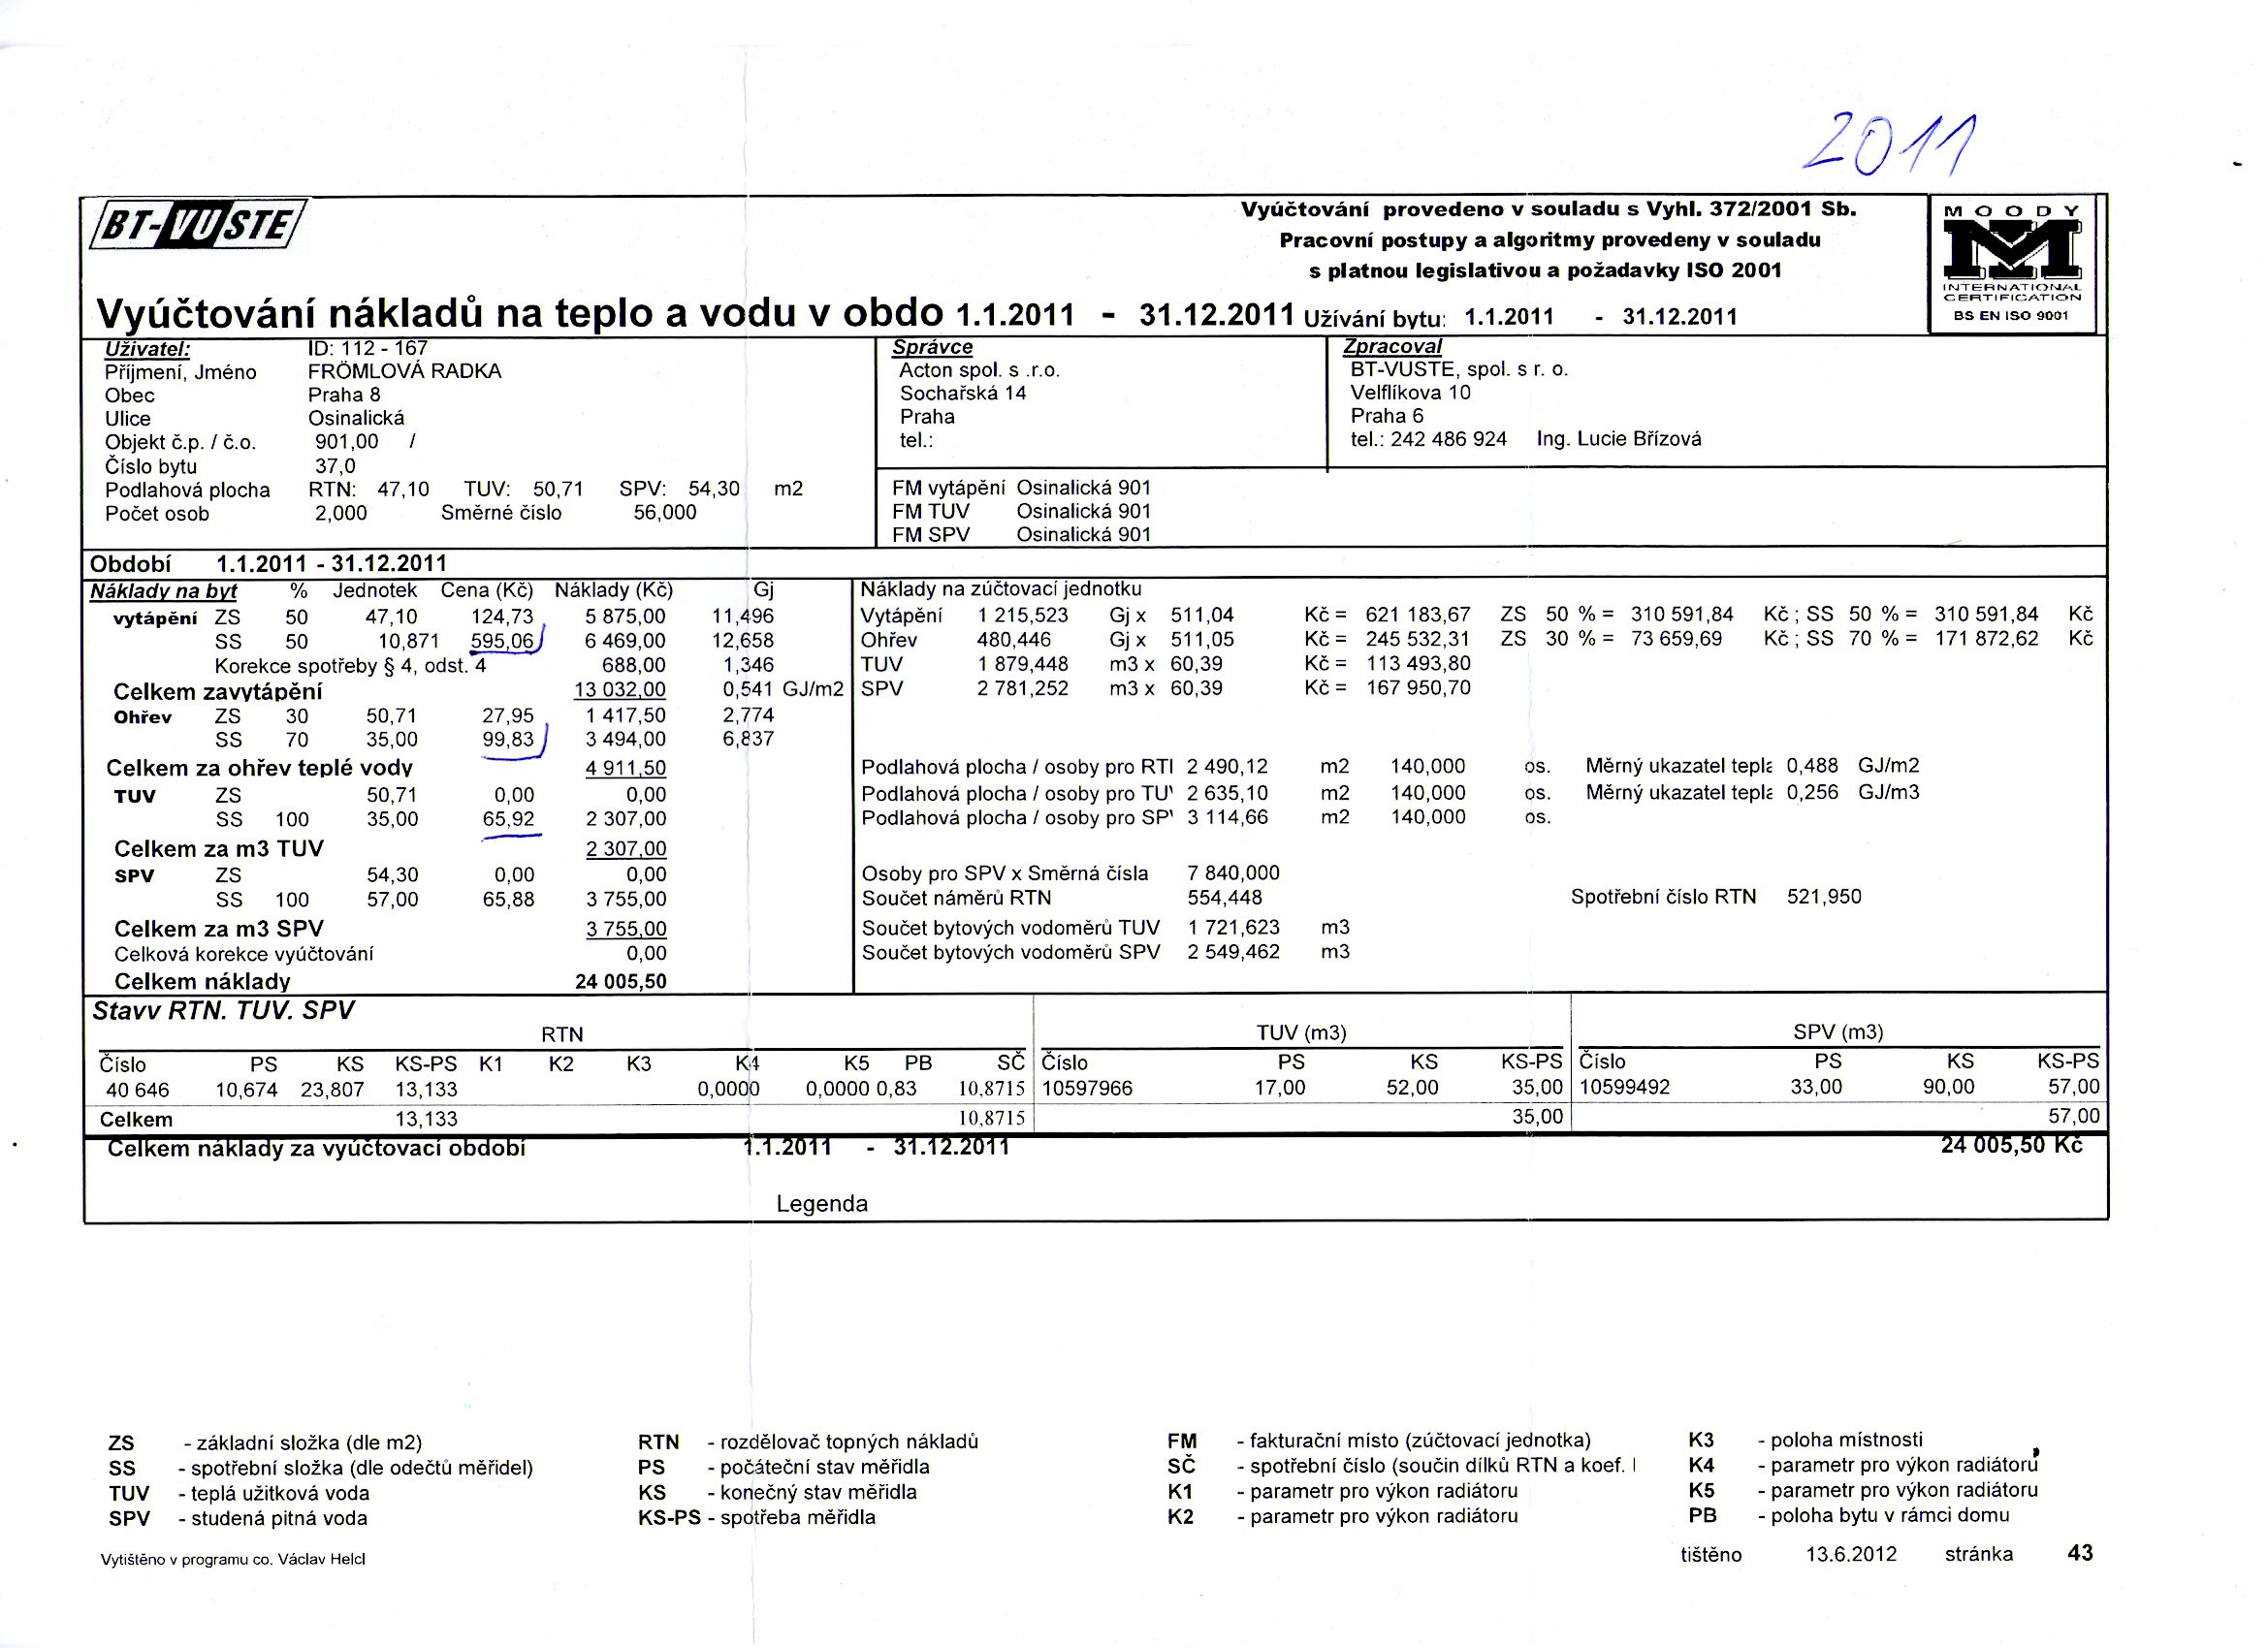 2011
BT-VUSTE
Vyúčtování provedeno v souladu s Vyhl. 372/2001 Sb.
Pracovní postupy a algoritmy provedeny v souladu
s platnou legislativou a požadavky ISO 2001
MOODY
INTERNATIONAL
CERTIFICATION
BS EN ISO 9001
Vyúčtování nákladů na teplo a vodu v obdo 1.1.2011 - 31.12.2011 Užívání bytu: 1.1.2011 - 31.12.2011
Uživatel: ID: 112 - 167
Příjmení, Jméno FRÖMLOVÁ RADKA
Obec Praha 8
Ulice Osinalická
Objekt č.p. / č.o. 901,00 /
Číslo bytu 37,0
Podlahová plocha RTN: 47,10 TUV: 50,71 SPV: 54,30 m2
Počet osob 2,000 Směrné číslo 56,000
Správce
Acton spol. s .r.o.
Sochařská 14
Praha
tel.:
Zpracoval
BT-VUSTE, spol. s r. o.
Velflíkova 10
Praha 6
tel.: 242 486 924 Ing. Lucie Břízová
FM vytápění Osinalická 901
FM TUV Osinalická 901
FM SPV Osinalická 901
Období 1.1.2011 - 31.12.2011
Náklady na byt % Jednotek Cena (Kč) Náklady (Kč) Gj
vytápění ZS 50 47,10 124,73 5 875,00 11,496
SS 50 10,871 595,06 6 469,00 12,658
Korekce spotřeby § 4, odst. 4 688,00 1,346
Celkem zavytápění 13 032,00 0,541 GJ/m2
Ohřev ZS 30 50,71 27,95 1 417,50 2,774
SS 70 35,00 99,83 3 494,00 6,837
Celkem za ohřev teplé vody 4 911,50
TUV ZS 50,71 0,00 0,00
SS 100 35,00 65,92 2 307,00
Celkem za m3 TUV 2 307,00
SPV ZS 54,30 0,00 0,00
SS 100 57,00 65,88 3 755,00
Celkem za m3 SPV 3 755,00
Celková korekce vyúčtování 0,00
Celkem náklady 24 005,50
Náklady na zúčtovací jednotku
Vytápění 1 215,523 Gj x 511,04 Kč = 621 183,67 ZS 50 % = 310 591,84 Kč ; SS 50 % = 310 591,84 Kč
Ohřev 480,446 Gj x 511,05 Kč = 245 532,31 ZS 30 % = 73 659,69 Kč ; SS 70 % = 171 872,62 Kč
TUV 1 879,448 m3 x 60,39 Kč = 113 493,80
SPV 2 781,252 m3 x 60,39 Kč = 167 950,70
Podlahová plocha / osoby pro RTI 2 490,12 m2 140,000 os. Měrný ukazatel tepla 0,488 GJ/m2
Podlahová plocha / osoby pro TU' 2 635,10 m2 140,000 os. Měrný ukazatel tepla 0,256 GJ/m3
Podlahová plocha / osoby pro SP' 3 114,66 m2 140,000 os.
Osoby pro SPV x Směrná čísla 7 840,000
Součet náměrů RTN 554,448 Spotřební číslo RTN 521,950
Součet bytových vodoměrů TUV 1 721,623 m3
Součet bytových vodoměrů SPV 2 549,462 m3
Stavv RTN. TUV. SPV
RTN TUV (m3) SPV (m3)
Číslo PS KS KS-PS K1 K2 K3 K4 K5 PB SČ Číslo PS KS KS-PS Číslo PS KS KS-PS
40 646 10,674 23,807 13,133 0,0000 0,0000 0,83 10,8715 10597966 17,00 52,00 35,00 10599492 33,00 90,00 57,00
Celkem 13,133 10,8715 35,00 57,00
Celkem náklady za vyúčtovací období 1.1.2011 - 31.12.2011 24 005,50 Kč
Legenda
ZS - základní složka (dle m2)
SS - spotřební složka (dle odečtů měřidel)
TUV - teplá užitková voda
SPV - studená pitná voda
RTN - rozdělovač topných nákladů
PS - počáteční stav měřidla
KS - konečný stav měřidla
KS-PS - spotřeba měřidla
FM - fakturační místo (zúčtovací jednotka)
SČ - spotřební číslo (součin dílků RTN a koef. |
K1 - parametr pro výkon radiátoru
K2 - parametr pro výkon radiátoru
K3 - poloha místnosti
K4 - parametr pro výkon radiátorů
K5 - parametr pro výkon radiátoru
PB - poloha bytu v rámci domu
Vytištěno v programu co. Václav Helcl
tištěno 13.6.2012 stránka 43